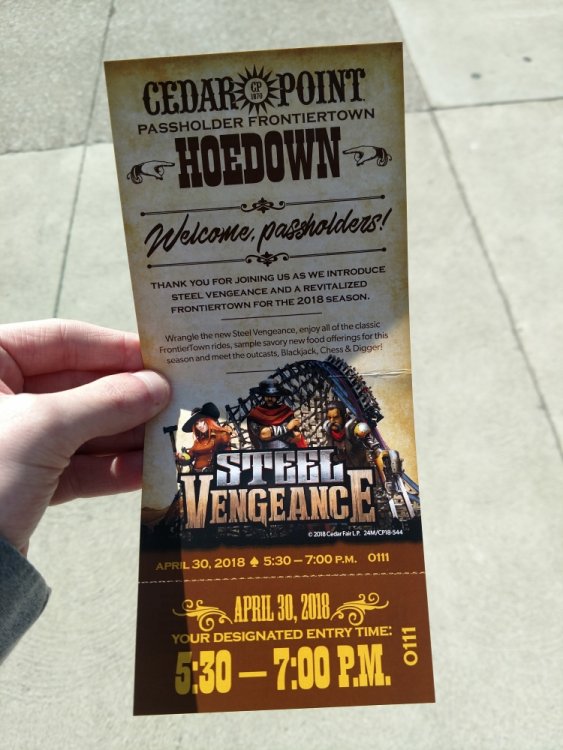 CEDAR CP 1870 POINT
PASSHOLDER FRONTIERTOWN
HOEDOWN
Welcome, passholders!
THANK YOU FOR JOINING US AS WE INTRODUCE
STEEL VENGEANCE AND A REVITALIZED
FRONTIERTOWN FOR THE 2018 SEASON.
Wrangle the new Steel Vengeance, enjoy all of the classic
FrontierTown rides, sample savory new food offerings for this
season and meet the outcasts, Blackjack, Chess & Digger!
STEEL
VENGEANCE
© 2018 Cedar Fair L.P. 24M/CP18-544
APRIL 30, 2018 ♠ 5:30 — 7:00 P.M. 0111
APRIL 30, 2018
YOUR DESIGNATED ENTRY TIME:
5:30 — 7:00 P.M.
0111